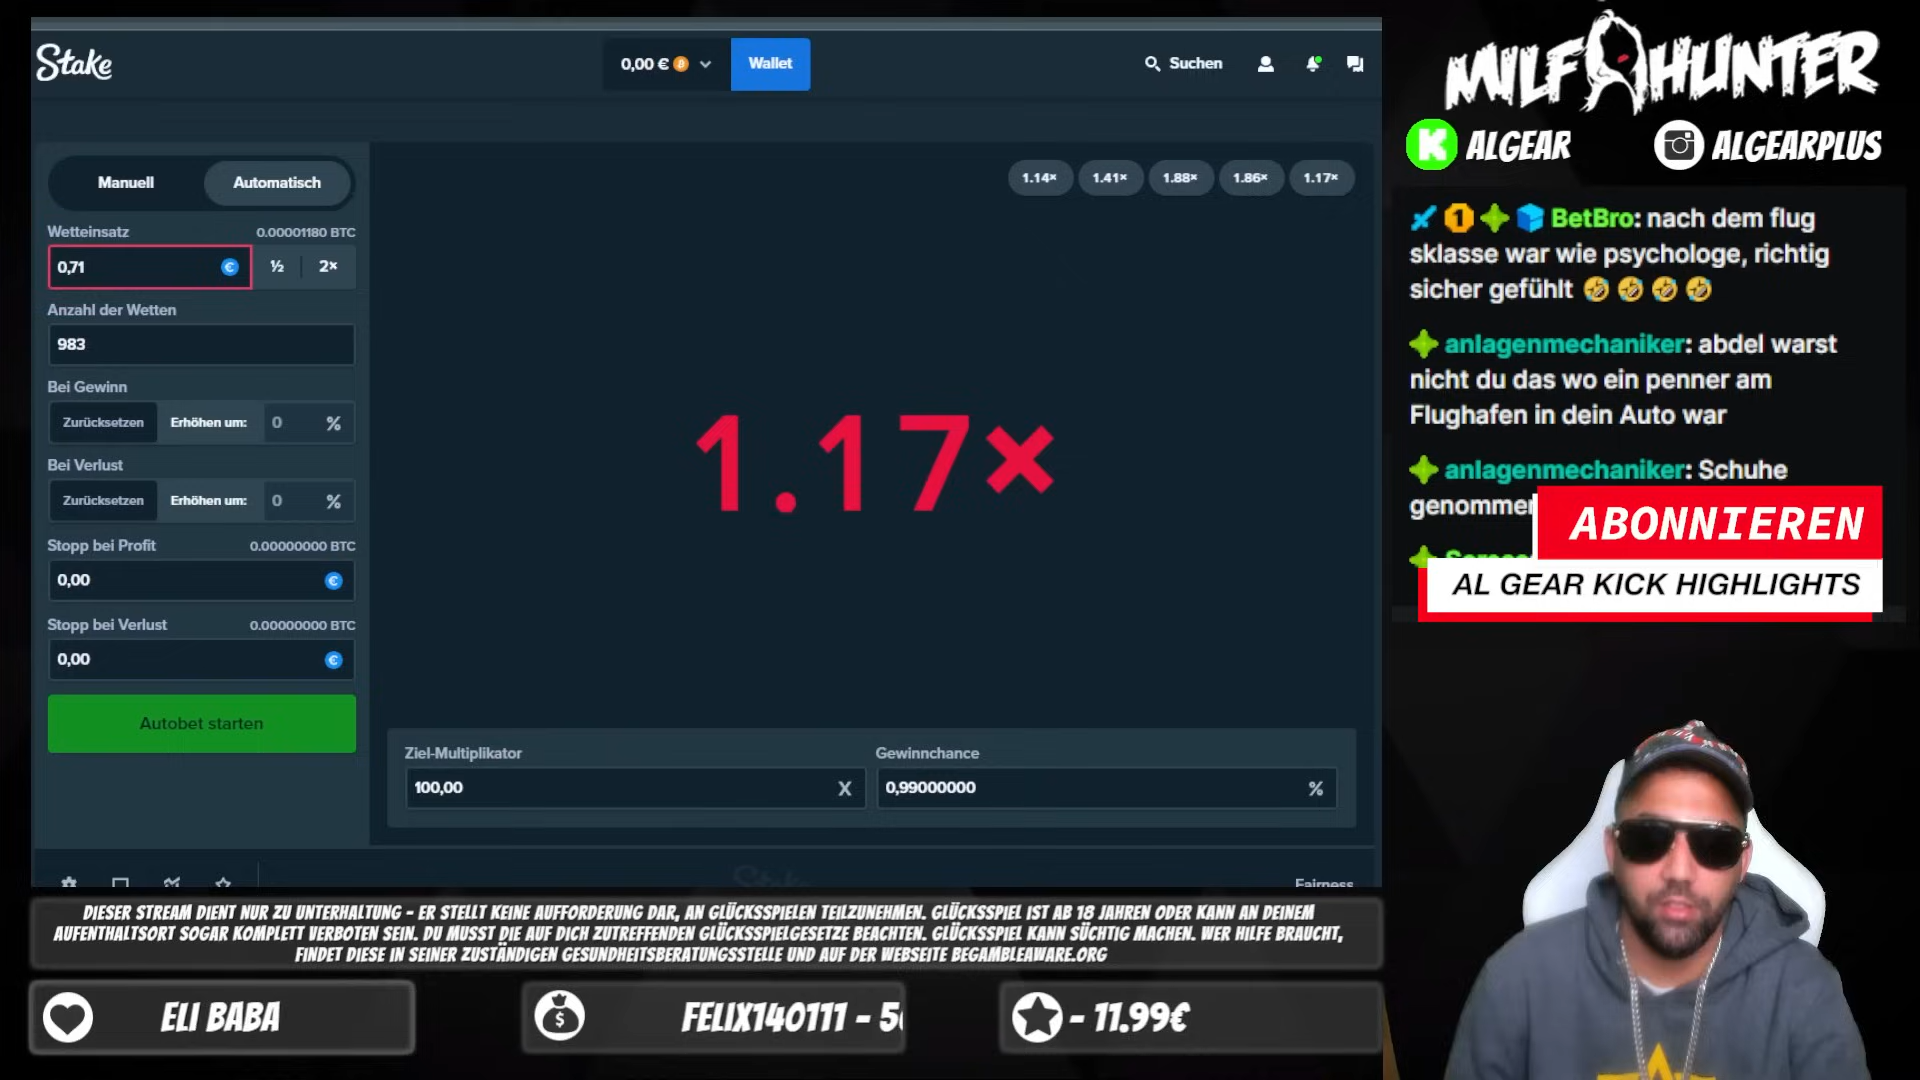 Stake
0,00 €
Wallet
Suchen
Manuell
Automatisch
1.14×
1.41×
1.88×
1.86×
1.17×
Wetteinsatz
0.00001180 BTC
0,71
½
2×
Anzahl der Wetten
983
Bei Gewinn
Zurücksetzen
Erhöhen um:
0
%
Bei Verlust
Zurücksetzen
Erhöhen um:
0
%
Stopp bei Profit
0.00000000 BTC
0,00
Stopp bei Verlust
0.00000000 BTC
0,00
Autobet starten
1.17×
Ziel-Multiplikator
100,00
X
Gewinnchance
0,99000000
%
Stake
Fairness
MILF HUNTER
K ALGEAR
ALGEARPLUS
1 BetBro: nach dem flug
sklasse war wie psychologe, richtig
sicher gefühlt 🤣 🤣 🤣 🤣
anlagenmechaniker: abdel warst
nicht du das wo ein penner am
Flughafen in dein Auto war
anlagenmechaniker: Schuhe
genommen
ABONNIEREN
AL GEAR KICK HIGHLIGHTS
DIESER STREAM DIENT NUR ZU UNTERHALTUNG - ER STELLT KEINE AUFFORDERUNG DAR, AN GLÜCKSSPIELEN TEILZUNEHMEN. GLÜCKSSPIEL IST AB 18 JAHREN ODER KANN AN DEINEM
AUFENTHALTSORT SOGAR KOMPLETT VERBOTEN SEIN. DU MUSST DIE AUF DICH ZUTREFFENDEN GLÜCKSSPIELGESETZE BEACHTEN. GLÜCKSSPIEL KANN SÜCHTIG MACHEN. WER HILFE BRAUCHT,
FINDET DIESE IN SEINER ZUSTÄNDIGEN GESUNDHEITSBERATUNGSSTELLE UND AUF DER WEBSEITE BEGAMBLEAWARE.ORG
ELI BABA
FELIX140111 - 5
- 11.99€